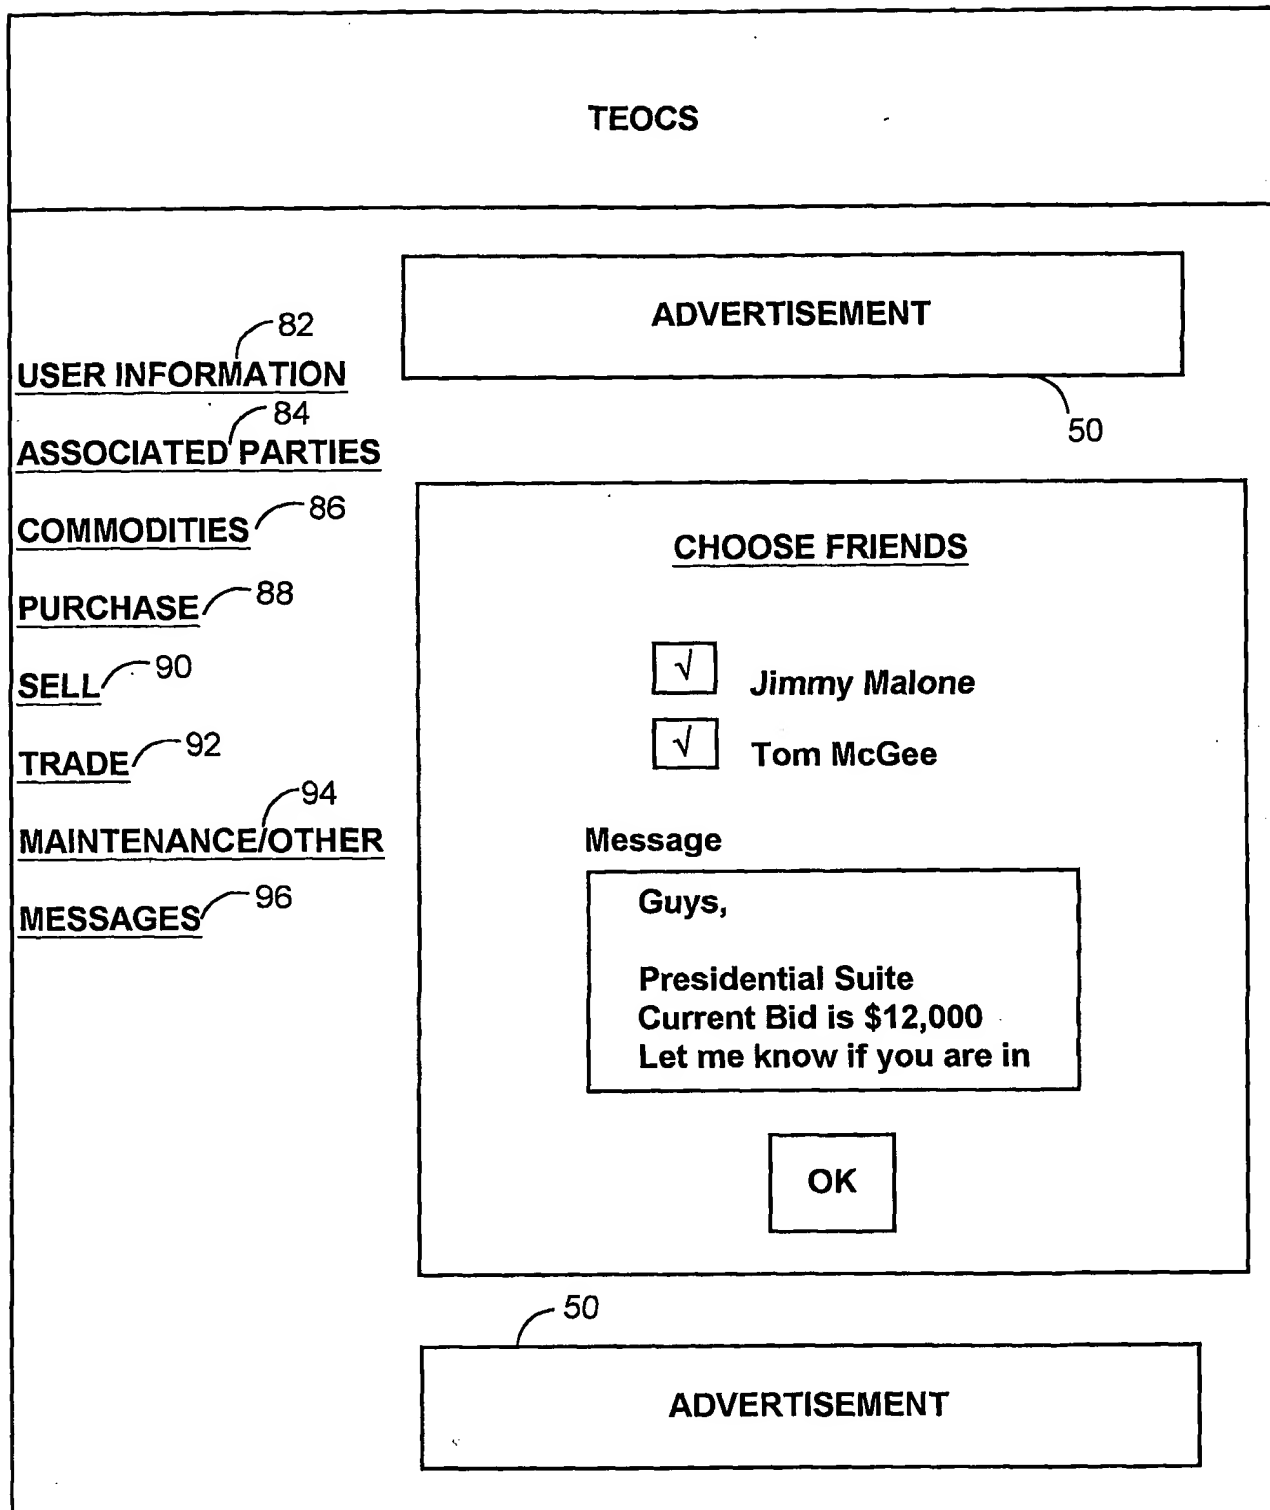 TEOCS
ADVERTISEMENT
50
82
USER INFORMATION
84
ASSOCIATED PARTIES
86
COMMODITIES
88
PURCHASE
90
SELL
92
TRADE
94
MAINTENANCE/OTHER
96
MESSAGES
CHOOSE FRIENDS
√ Jimmy Malone
√ Tom McGee
Message
Guys,
Presidential Suite
Current Bid is $12,000
Let me know if you are in
OK
50
ADVERTISEMENT